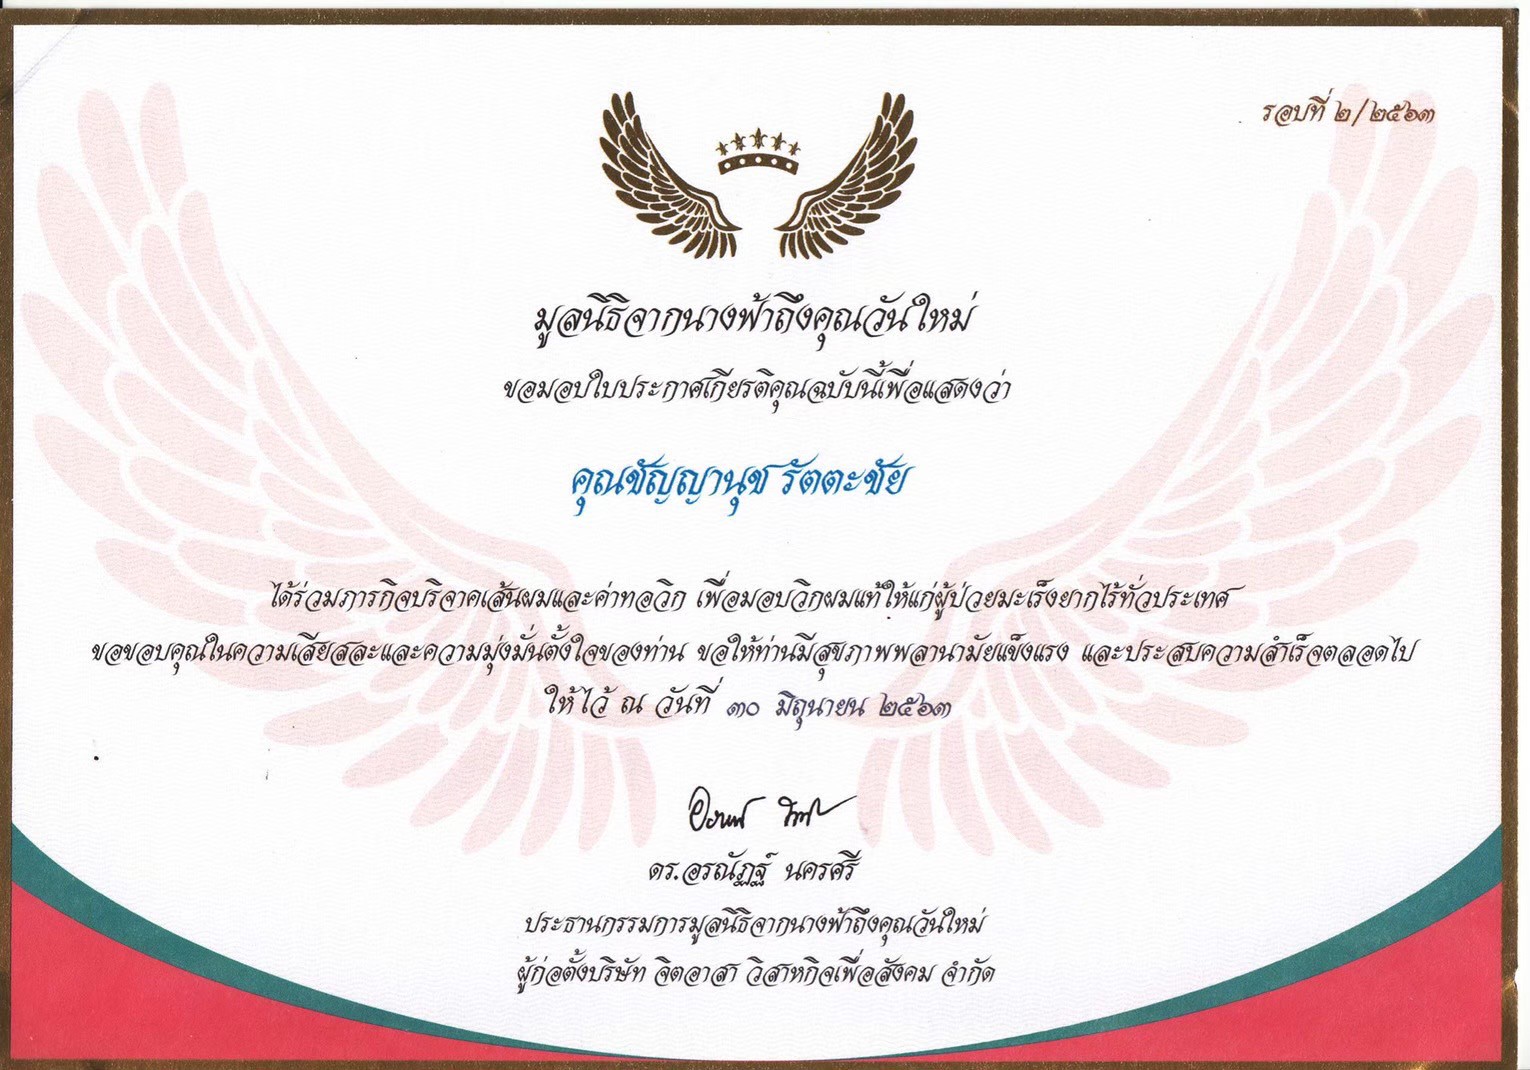 รอบที่ ๒/๒๕๖๓
มูลนิธิจากนางฟ้าถึงคุณวันใหม่
ขอมอบใบประกาศเกียรติคุณฉบับนี้เพื่อแสดงว่า
คุณชัญญานุช รัตตะชัย
ได้ร่วมภารกิจบริจาคเส้นผมและค่าทอวิก เพื่อมอบวิกผมแท้ให้แก่ผู้ป่วยมะเร็งยากไร้ทั่วประเทศ
ขอขอบคุณในความเสียสละและความมุ่งมั่นตั้งใจของท่าน ขอให้ท่านมีสุขภาพพลานามัยแข็งแรง และประสบความสำเร็จตลอดไป
ให้ไว้ ณ วันที่ ๓๐ มิถุนายน ๒๕๖๓
ดร.อรณัฏฐ์ นครศรี
ประธานกรรมการมูลนิธิจากนางฟ้าถึงคุณวันใหม่
ผู้ก่อตั้งบริษัท จิตอาสา วิสาหกิจเพื่อสังคม จำกัด